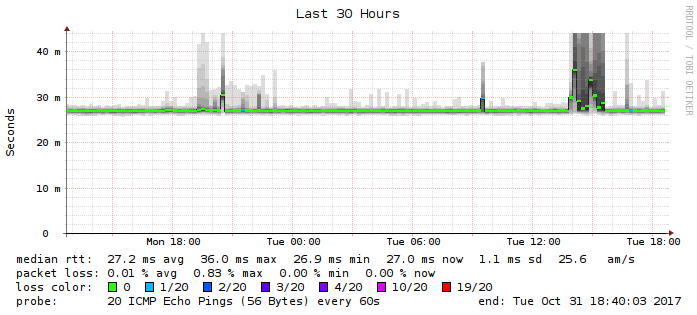 Last 30 Hours
RRDTOOL / TOBI OETIKER
Seconds
40 m
30 m
20 m
10 m
0
Mon 18:00 Tue 00:00 Tue 06:00 Tue 12:00 Tue 18:00
median rtt: 27.2 ms avg 36.0 ms max 26.9 ms min 27.0 ms now 1.1 ms sd 25.6 am/s
packet loss: 0.01 % avg 0.83 % max 0.00 % min 0.00 % now
loss color: 0 1/20 2/20 3/20 4/20 10/20 19/20
probe: 20 ICMP Echo Pings (56 Bytes) every 60s end: Tue Oct 31 18:40:03 2017